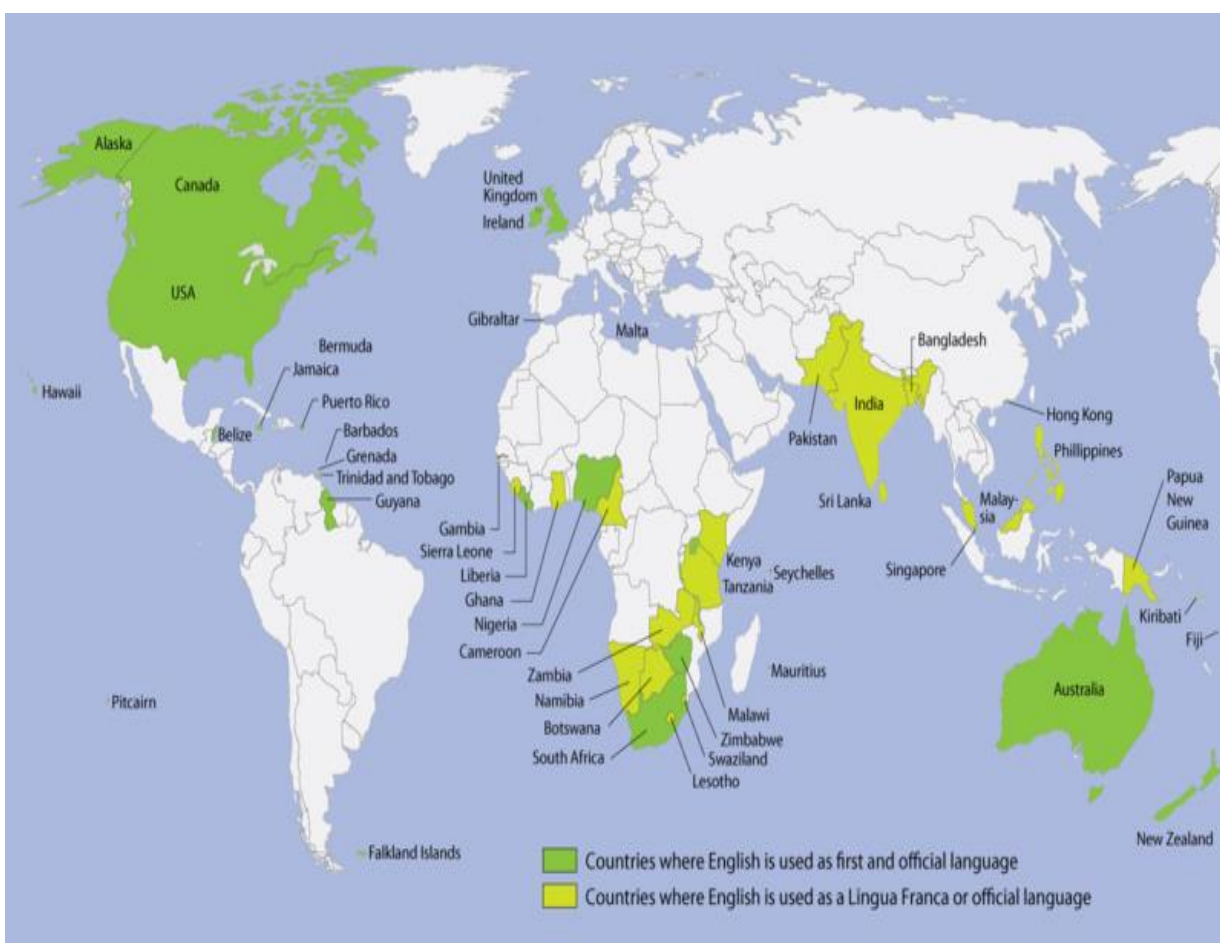 Alaska
Canada
USA
Hawaii
Bermuda
Jamaica
Puerto Rico
Belize
Barbados
Grenada
Trinidad and Tobago
Guyana
Pitcairn
Falkland Islands
United
Kingdom
Ireland
Gibraltar
Malta
Gambia
Sierra Leone
Liberia
Ghana
Nigeria
Cameroon
Zambia
Namibia
Botswana
South Africa
Kenya
Tanzania
Seychelles
Mauritius
Malawi
Zimbabwe
Swaziland
Lesotho
Bangladesh
India
Pakistan
Sri Lanka
Hong Kong
Phillippines
Malay-
sia
Singapore
Papua
New
Guinea
Kiribati
Fiji
Australia
New Zealand
Countries where English is used as first and official language
Countries where English is used as a Lingua Franca or official language